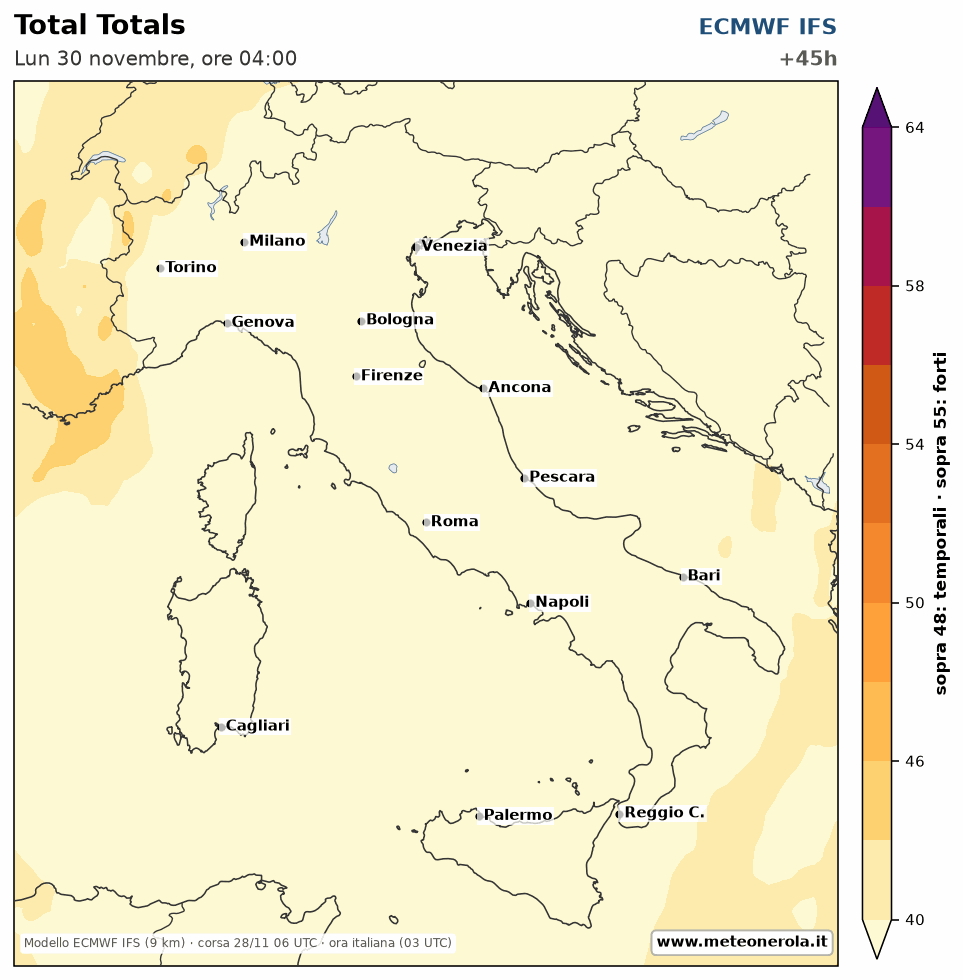 Total Totals
ECMWF IFS
Lun 30 novembre, ore 04:00
+45h
Milano
Venezia
Torino
Genova
Bologna
Firenze
Ancona
Pescara
Roma
Bari
Napoli
Cagliari
Palermo
Reggio C.
64
58
54
50
46
40
sopra 48: temporali · sopra 55: forti
Modello ECMWF IFS (9 km) · corsa 28/11 06 UTC · ora italiana (03 UTC)
www.meteonerola.it